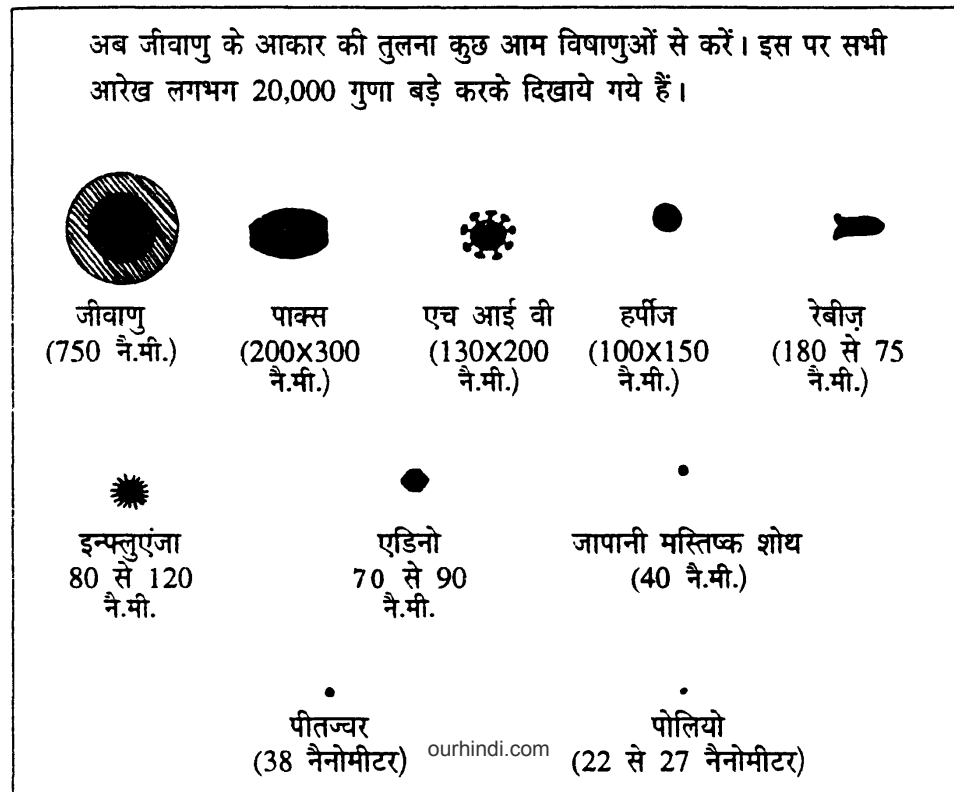 अब जीवाणु के आकार की तुलना कुछ आम विषाणुओं से करें। इस पर सभी
आरेख लगभग 20,000 गुणा बड़े करके दिखाये गये हैं।
जीवाणु
(750 नै.मी.)
पाक्स
(200X300
नै.मी.)
एच आई वी
(130X200
नै.मी.)
हर्पीज
(100X150
नै.मी.)
रेबीज़
(180 से 75
नै.मी.)
इन्फ्लुएंजा
80 से 120
नै.मी.
एडिनो
70 से 90
नै.मी.
जापानी मस्तिष्क शोथ
(40 नै.मी.)
पीतज्वर
(38 नैनोमीटर)
ourhindi.com
पोलियो
(22 से 27 नैनोमीटर)